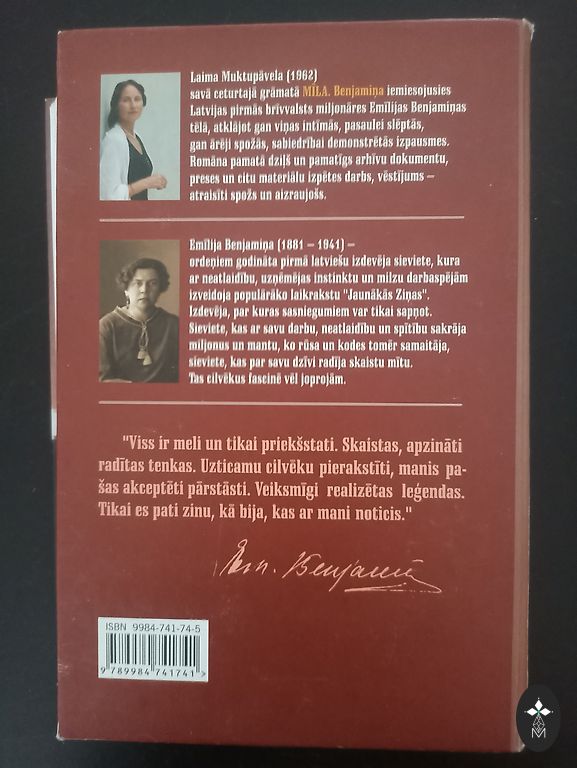 Laima Muktupāvela (1962)
savā ceturtajā grāmatā MĪLA. Benjamiņa iemiesojusies
Latvijas pirmās brīvvalsts miljonāres Emīlijas Benjamiņas
tēlā, atklājot gan viņas intīmās, pasaulei slēptās,
gan ārēji spožās, sabiedrībai demonstrētās izpausmes.
Romāna pamatā dziļš un pamatīgs arhīvu dokumentu,
preses un citu materiālu izpētes darbs, vēstījums –
atraisīti spožs un aizraujošs.
Emīlija Benjamiņa (1881 – 1941) –
ordeņiem godināta pirmā latviešu izdevēja sieviete, kura
ar neatlaidību, uzņēmējas instinktu un milzu darbaspējām
izveidoja populārāko laikrakstu "Jaunākās Ziņas".
Izdevēja, par kuras sasniegumiem var tikai sapņot.
Sieviete, kas ar savu darbu, neatlaidību un spītību sakrāja
miljonus un mantu, ko rūsa un kodes tomēr samaitāja,
sieviete, kas par savu dzīvi radīja skaistu mītu.
Tas cilvēkus fascinē vēl joprojām.
"Viss ir meli un tikai priekšstati. Skaistas, apzināti
radītas tenkas. Uzticamu cilvēku pierakstīti, manis pa-
šas akceptēti pārstāsti. Veiksmīgi realizētas leģendas.
Tikai es pati zinu, kā bija, kas ar mani noticis."
ISBN 9984-741-74-5
9 789984 741741 >